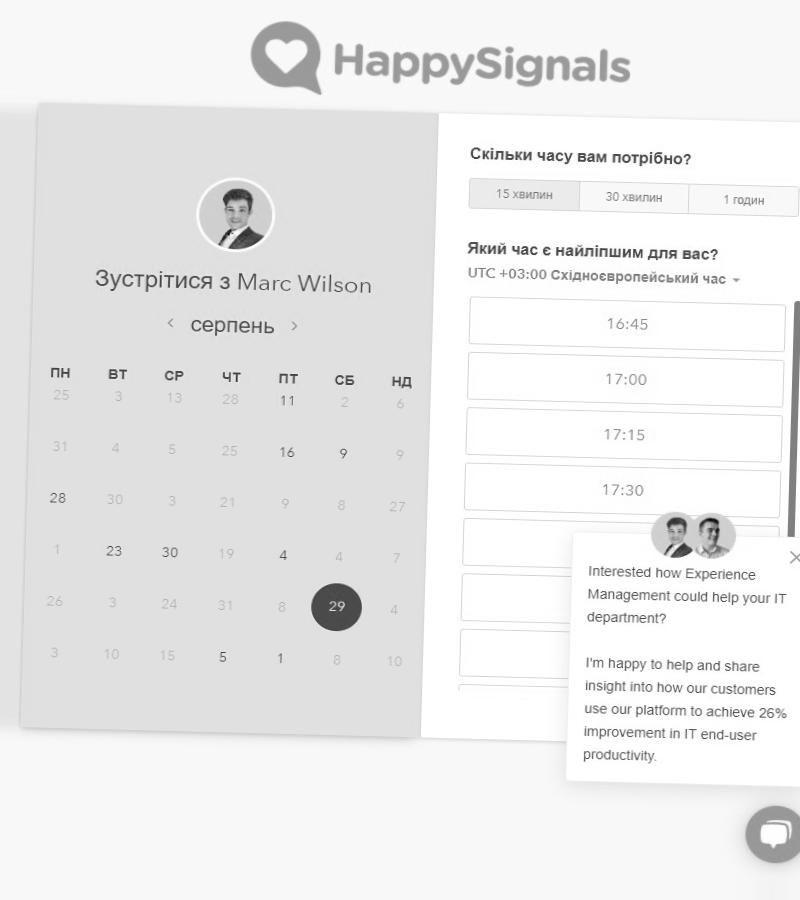 HappySignals
Зустрітися з Marc Wilson
серпень
ПН ВТ СР ЧТ ПТ СБ НД
25 3 13 28 11 2 6
31 4 5 25 16 9 9
28 30 3 21 9 8 27
1 23 30 19 4 4 7
26 3 24 31 8 29 4
3 10 15 5 1 8 10
Скільки часу вам потрібно?
15 хвилин 30 хвилин 1 годин
Який час є найліпшим для вас?
UTC +03:00 Східноєвропейський час
16:45
17:00
17:15
17:30
Interested how Experience
Management could help your IT
department?
I'm happy to help and share
insight into how our customers
use our platform to achieve 26%
improvement in IT end-user
productivity.